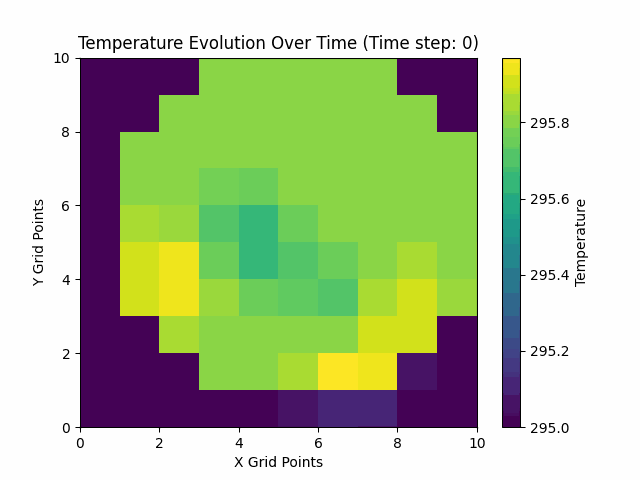 Temperature Evolution Over Time (Time step: 0)
10
8
6
4
2
0
Y Grid Points
0 2 4 6 8 10
X Grid Points
295.8
295.6
295.4
295.2
295.0
Temperature